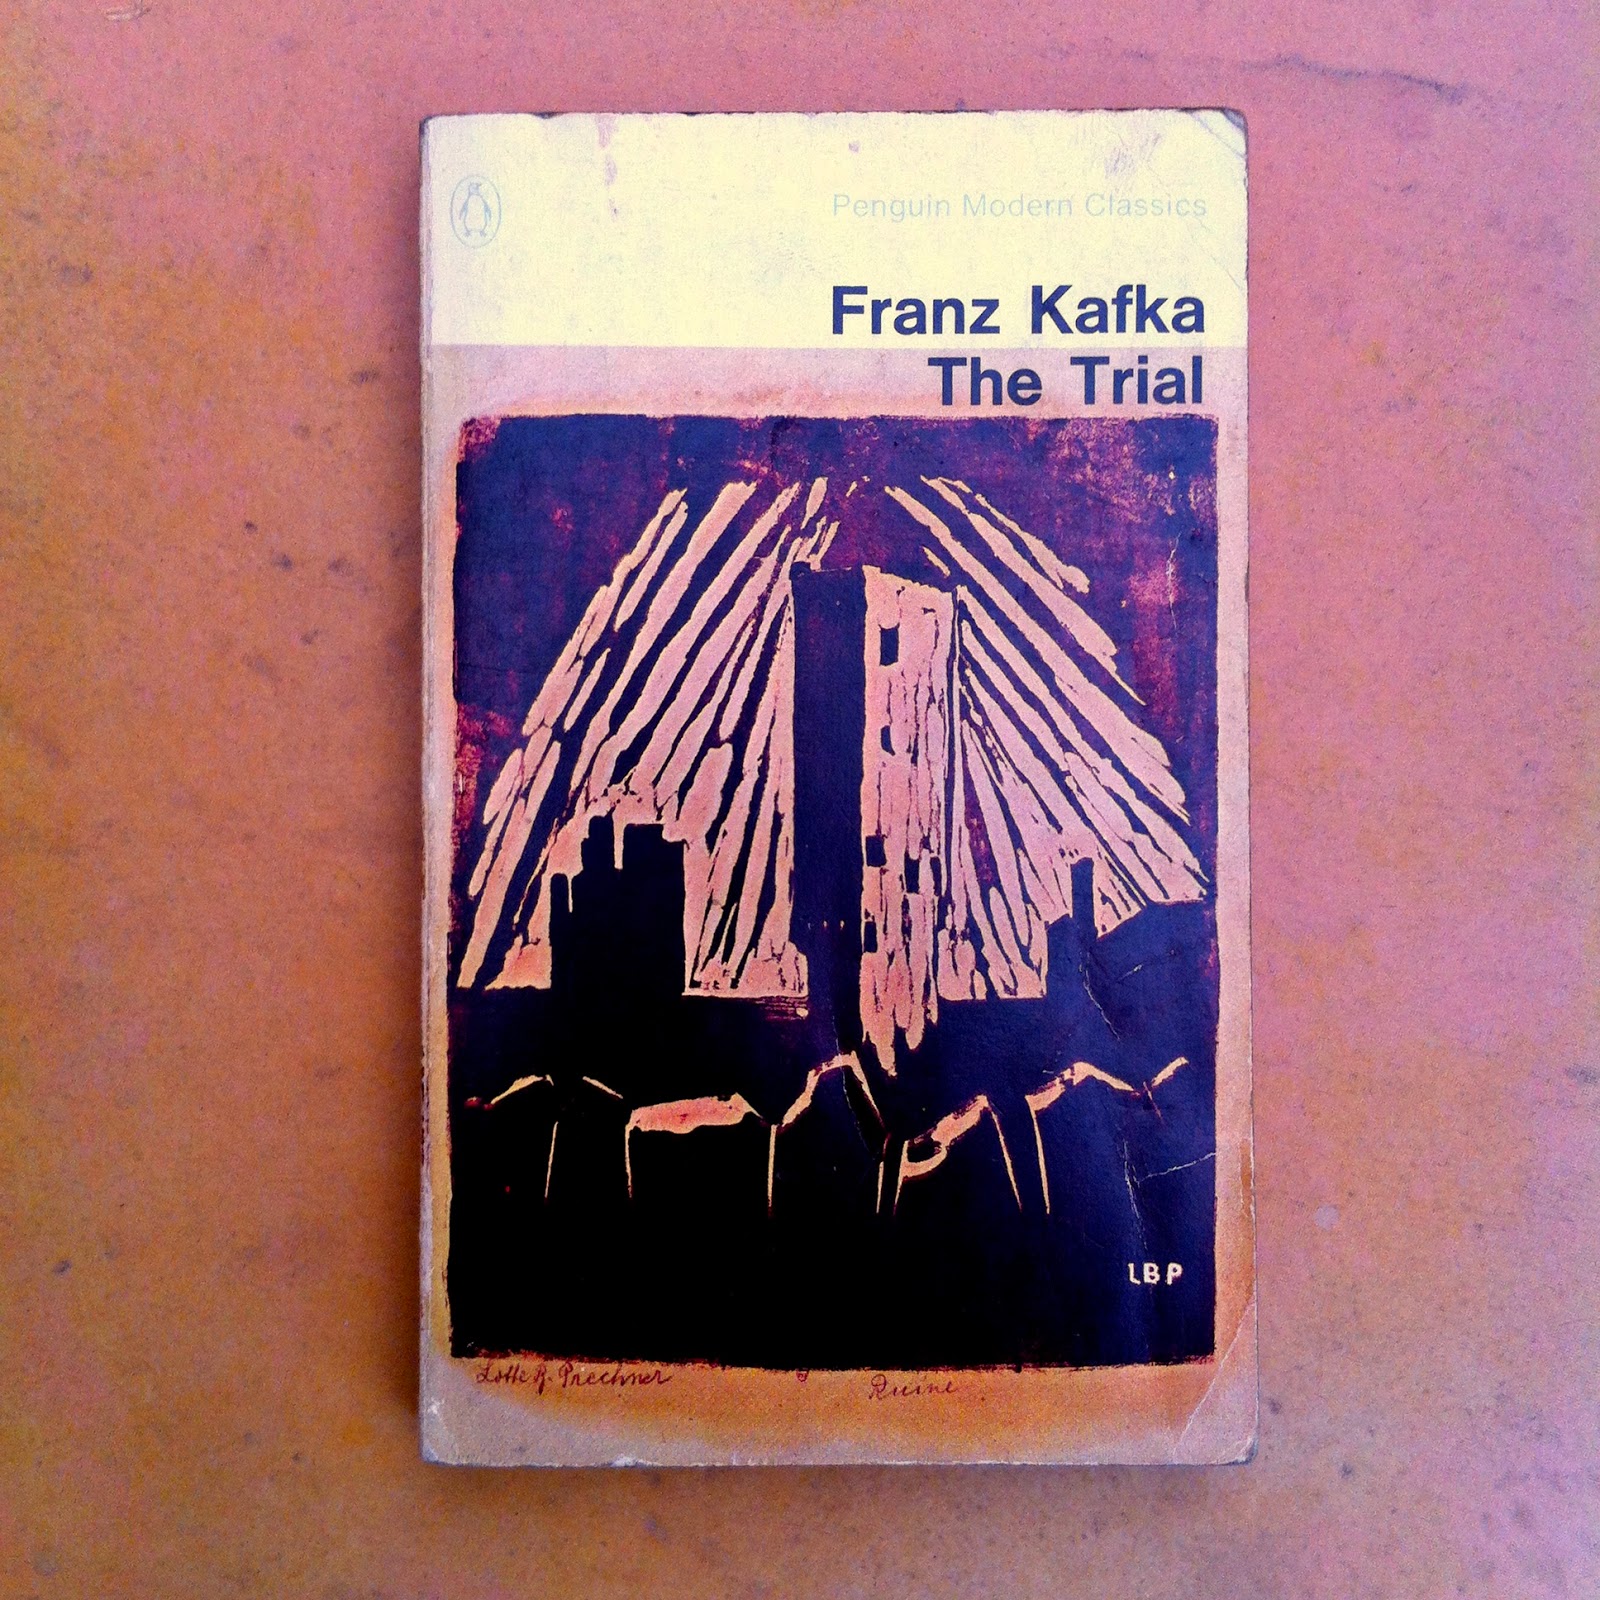 Penguin Modern Classics
Franz Kafka
The Trial
LBP
Lotte B. Prechner
Ruine